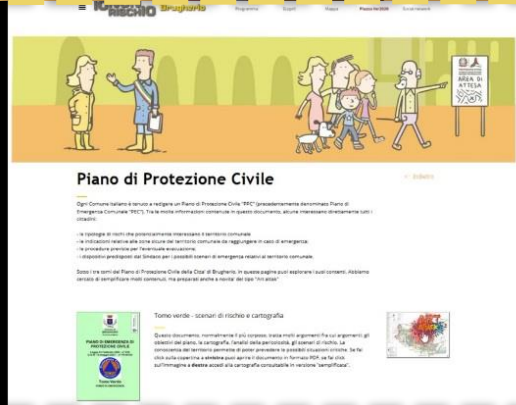 RISCHIO Brugherio
Programma Scopri Mappa Social network
AREA DI
ATTESA
Piano di Protezione Civile
Indietro
Ogni Comune italiano è tenuto a redigere un Piano di Protezione Civile "PPC" (precedentemente denominato Piano di
Emergenza Comunale "PEC"). Tra le molte informazioni contenute in questo documento, alcune interessano direttamente tutti i
cittadini:
- le tipologie di rischi che potenzialmente interessano il territorio comunale
- le indicazioni relative alle zone sicure del territorio comunale da raggiungere in caso di emergenza;
- le procedure previste per l'eventuale evacuazione;
- i dispositivi predisposti dal Sindaco per i possibili scenari di emergenza relativi al territorio comunale.
Sotto i tre tomi del Piano di Protezione Civile della Città di Brugherio, in questa pagina puoi esplorare i suoi contenuti. Abbiamo
cercato di semplificare molti contenuti, ma preparati anche a novità del tipo
Tomo verde - scenari di rischio e cartografia
Questo documento, normalmente il più corposo, tratta molti argomenti fra cui argomenti, gli
obiettivi del piano, la cartografia, l'analisi della pericolosità, gli scenari di rischio. La
conoscenza del territorio permette di poter prevedere le possibili situazioni critiche. Se fai
click sulla copertina a sinistra puoi aprire il documento in formato PDF, se fai click
sull'immagine a destra accedi alla cartografia consultabile in versione "semplificata".
PIANO DI EMERGENZA DI
PROTEZIONE CIVILE
Tomo Verde